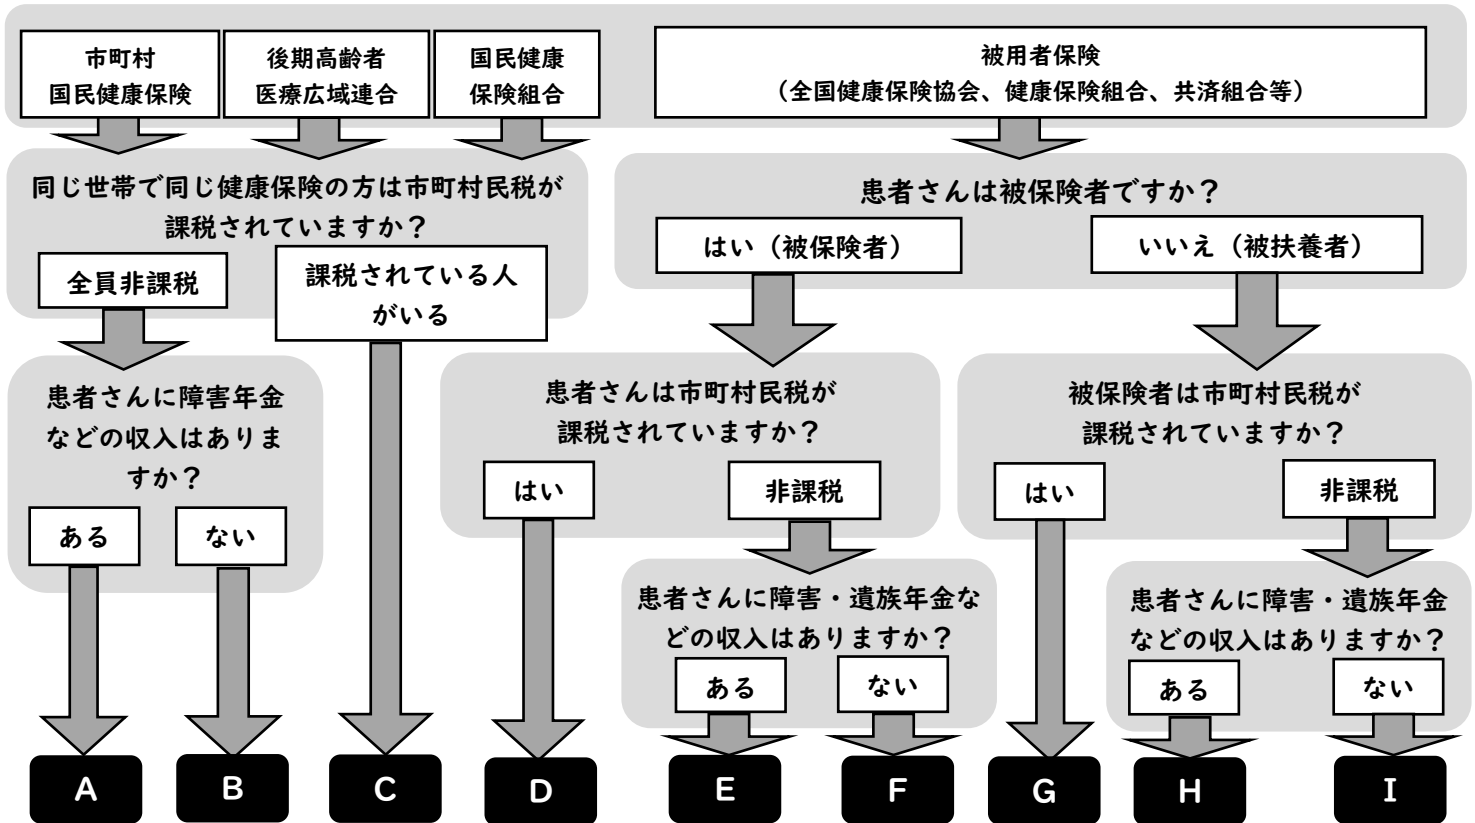 市町村
国民健康保険
後期高齢者
医療広域連合
国民健康
保険組合
被用者保険
（全国健康保険協会、健康保険組合、共済組合等）
同じ世帯で同じ健康保険の方は市町村民税が
課税されていますか？
全員非課税
課税されている人
がいる
患者さんは被保険者ですか？
はい（被保険者）
いいえ（被扶養者）
患者さんに障害年金
などの収入はありま
すか？
ある
ない
患者さんは市町村民税が
課税されていますか？
はい
非課税
被保険者は市町村民税が
課税されていますか？
はい
非課税
患者さんに障害・遺族年金な
どの収入はありますか？
ある
ない
患者さんに障害・遺族年金
などの収入はありますか？
ある
ない
A
B
C
D
E
F
G
H
I